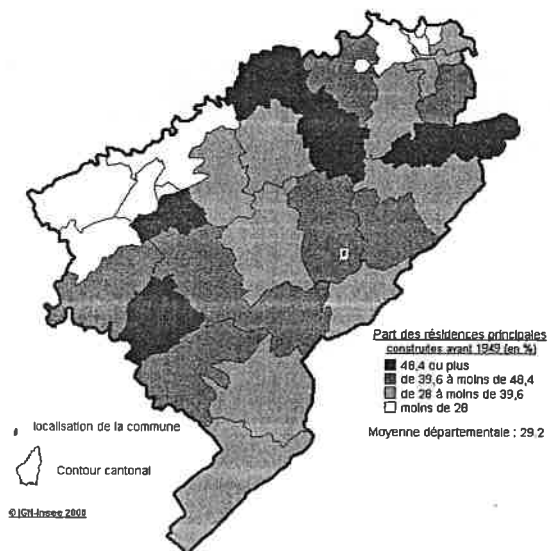 Part des résidences principales
construites avant 1949 (en %)
48,4 ou plus
de 39,6 à moins de 48,4
de 28 à moins de 39,6
moins de 28
localisation de la commune
Moyenne départementale : 29,2
Contour cantonal
© IGN-Insee 2008